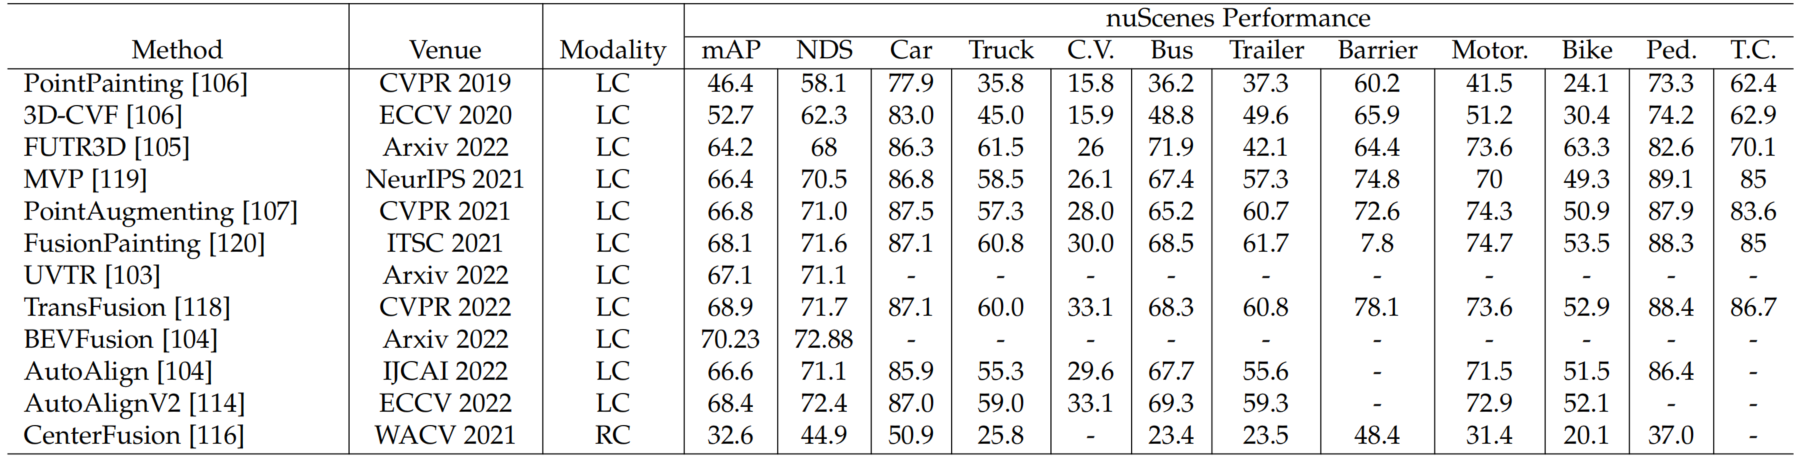 nuScenes Performance
Method Venue Modality mAP NDS Car Truck C.V. Bus Trailer Barrier Motor. Bike Ped. T.C.
PointPainting [106] CVPR 2019 LC 46.4 58.1 77.9 35.8 15.8 36.2 37.3 60.2 41.5 24.1 73.3 62.4
3D-CVF [106] ECCV 2020 LC 52.7 62.3 83.0 45.0 15.9 48.8 49.6 65.9 51.2 30.4 74.2 62.9
FUTR3D [105] Arxiv 2022 LC 64.2 68 86.3 61.5 26 71.9 42.1 64.4 73.6 63.3 82.6 70.1
MVP [119] NeurIPS 2021 LC 66.4 70.5 86.8 58.5 26.1 67.4 57.3 74.8 70 49.3 89.1 85
PointAugmenting [107] CVPR 2021 LC 66.8 71.0 87.5 57.3 28.0 65.2 60.7 72.6 74.3 50.9 87.9 83.6
FusionPainting [120] ITSC 2021 LC 68.1 71.6 87.1 60.8 30.0 68.5 61.7 7.8 74.7 53.5 88.3 85
UVTR [103] Arxiv 2022 LC 67.1 71.1 - - - - - - - - - -
TransFusion [118] CVPR 2022 LC 68.9 71.7 87.1 60.0 33.1 68.3 60.8 78.1 73.6 52.9 88.4 86.7
BEVFusion [104] Arxiv 2022 LC 70.23 72.88 - - - - - - - - - -
AutoAlign [104] IJCAI 2022 LC 66.6 71.1 85.9 55.3 29.6 67.7 55.6 - 71.5 51.5 86.4 -
AutoAlignV2 [114] ECCV 2022 LC 68.4 72.4 87.0 59.0 33.1 69.3 59.3 - 72.9 52.1 - -
CenterFusion [116] WACV 2021 RC 32.6 44.9 50.9 25.8 - 23.4 23.5 48.4 31.4 20.1 37.0 -